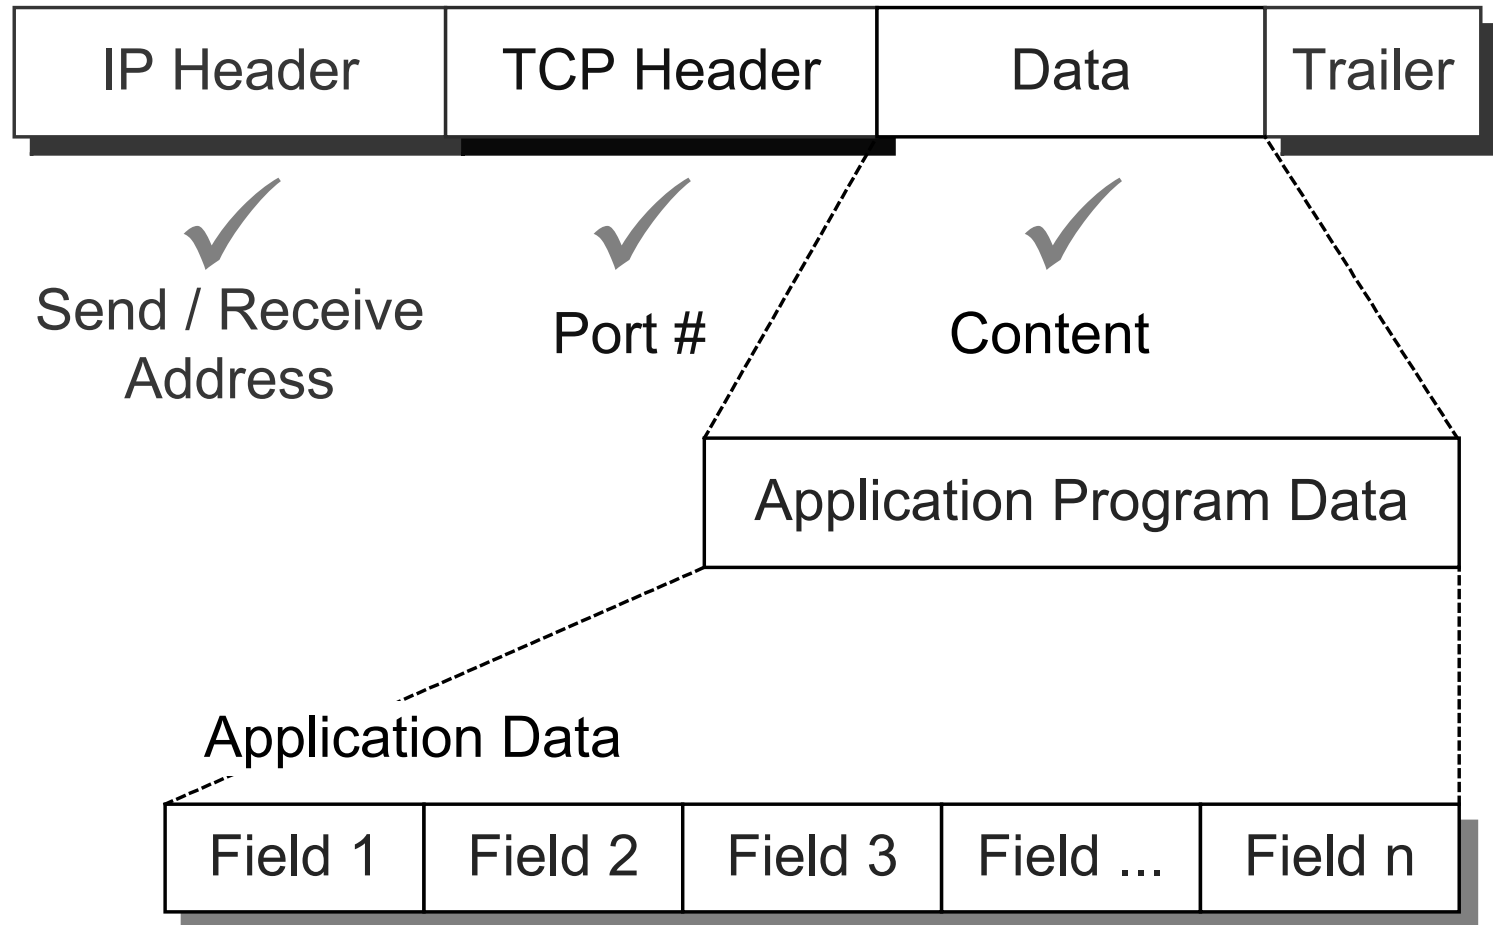 IP Header
TCP Header
Data
Trailer
Send / Receive
Address
Port #
Content
Application Program Data
Application Data
Field 1
Field 2
Field 3
Field ...
Field n